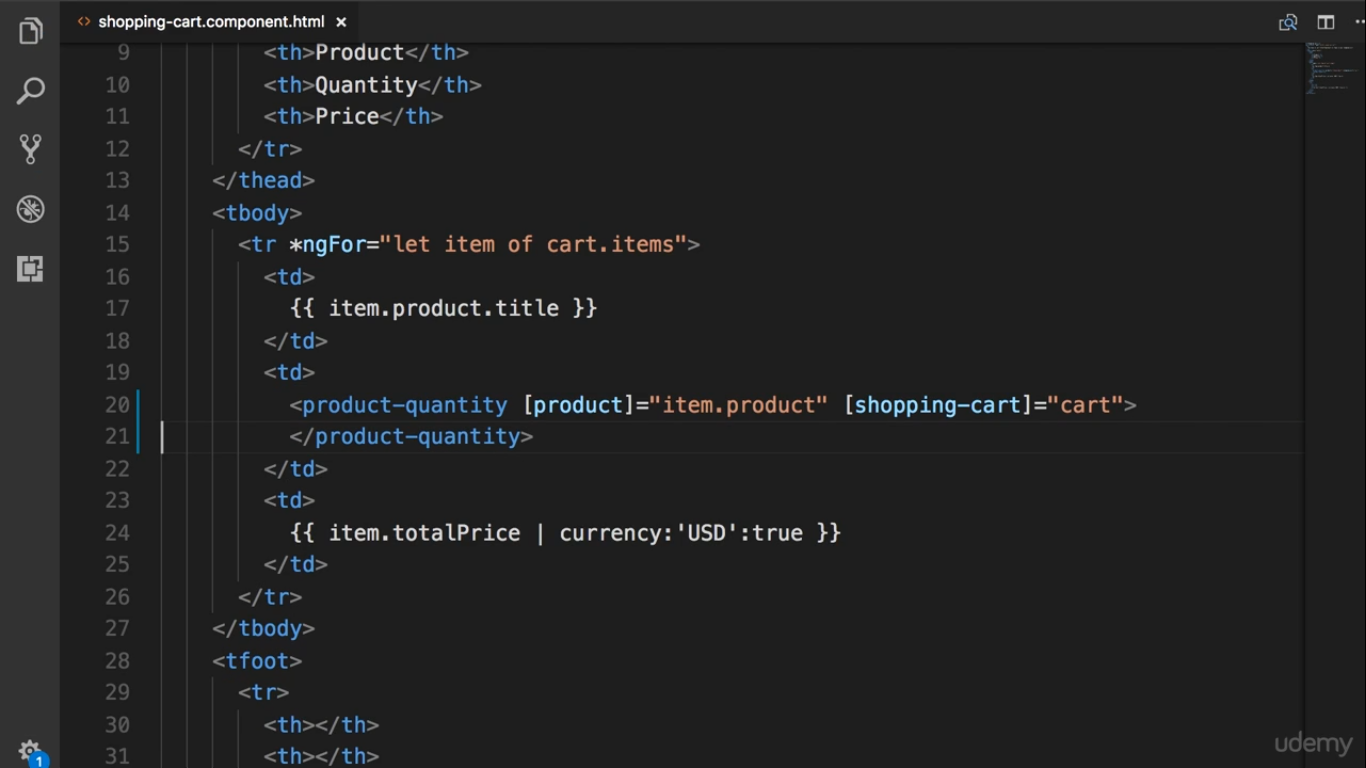 <> shopping-cart.component.html ×
9 <th>Product</th>
10 <th>Quantity</th>
11 <th>Price</th>
12 </tr>
13 </thead>
14 <tbody>
15 <tr *ngFor="let item of cart.items">
16 <td>
17 {{ item.product.title }}
18 </td>
19 <td>
20 <product-quantity [product]="item.product" [shopping-cart]="cart">
21 </product-quantity>
22 </td>
23 <td>
24 {{ item.totalPrice | currency:'USD':true }}
25 </td>
26 </tr>
27 </tbody>
28 <tfoot>
29 <tr>
30 <th></th>
31 <th></th>
1
udemy